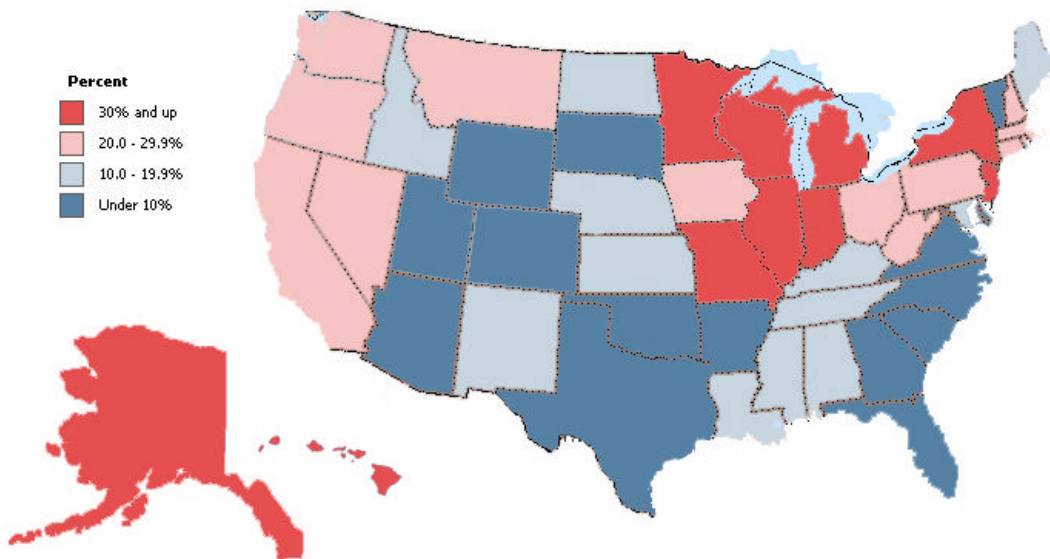 Percent
30% and up
20.0 - 29.9%
10.0 - 19.9%
Under 10%